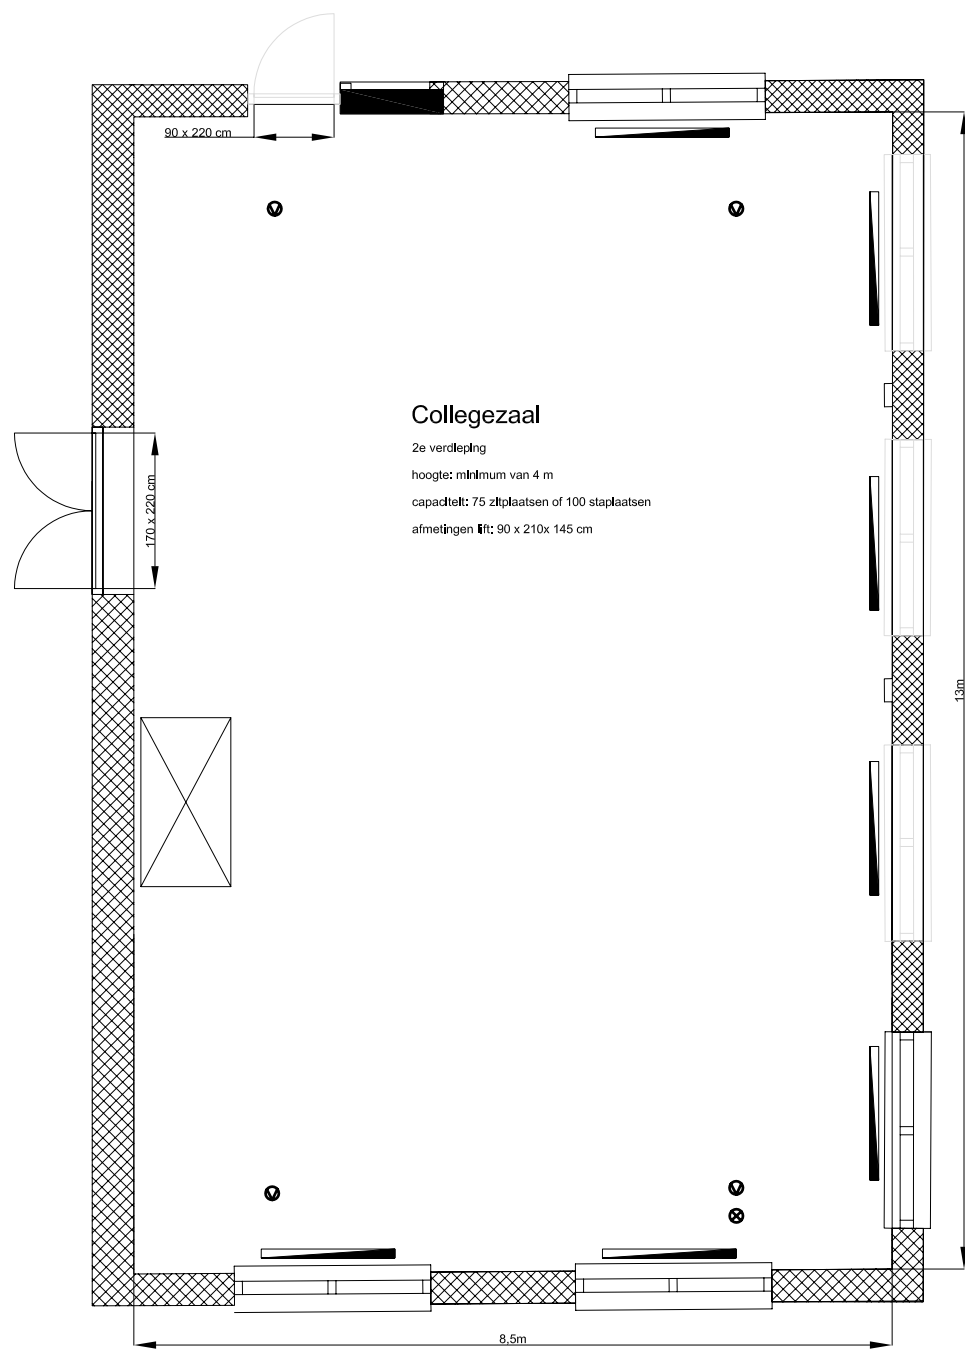 90 x 220 cm
Collegezaal
2e verdieping
hoogte: minimum van 4 m
capaciteit: 75 zitplaatsen of 100 staplaatsen
afmetingen lift: 90 x 210x 145 cm
170 x 220 cm
13m
8,5m